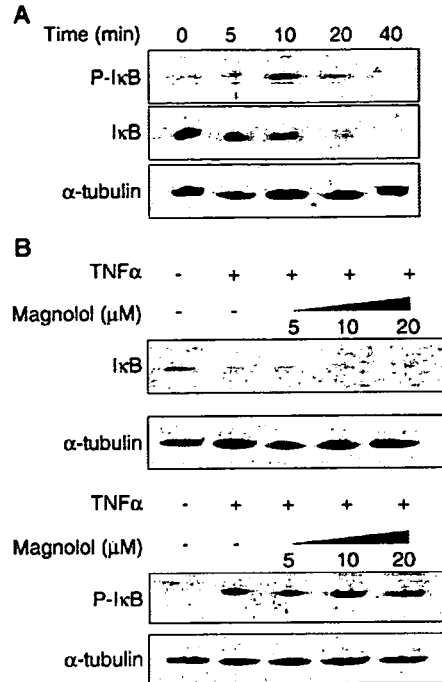 A
Time (min) 0 5 10 20 40
P-IκB
IκB
α-tubulin
B
TNFα - + + + +
Magnolol (μM) - - 5 10 20
IκB
α-tubulin
TNFα - + + + +
Magnolol (μM) - - 5 10 20
P-IκB
α-tubulin